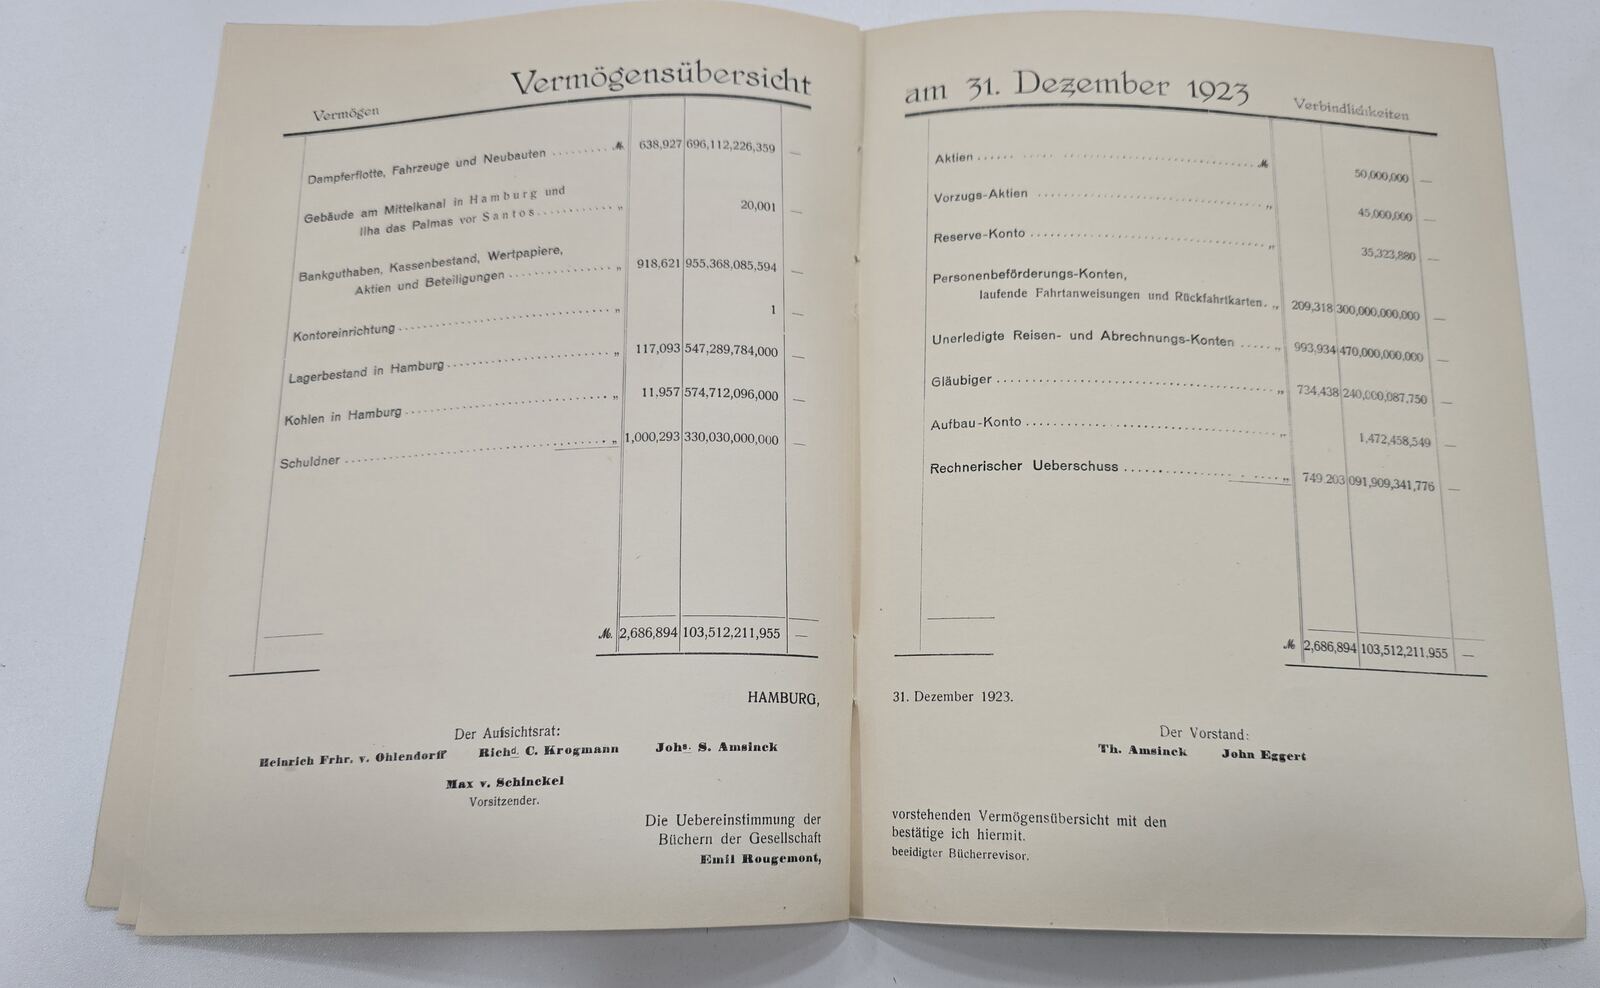 Vermögensübersicht
Vermögen
Dampferflotte, Fahrzeuge und Neubauten ......... M. 638,927 696,112,226,359 —
Gebäude am Mittelkanal in Hamburg und
Ilha das Palmas vor Santos............ „ 20,001 —
Bankguthaben, Kassenbestand, Wertpapiere,
Aktien und Beteiligungen ................ „ 918,621 955,368,085,594 —
Kontoreinrichtung ................................ „ 1 —
Lagerbestand in Hamburg ........................ „ 117,093 547,289,784,000 —
Kohlen in Hamburg .............................. „ 11,957 574,712,096,000 —
Schuldner ........................................ „ 1,000,293 330,030,000,000 —
M. 2,686,894 103,512,211,955 —
HAMBURG,
Der Aufsichtsrat:
Heinrich Frhr. v. Ohlendorff Richd. C. Krogmann Johs. S. Amsinck
Max v. Schinckel
Vorsitzender.
Die Uebereinstimmung der
Büchern der Gesellschaft
Emil Rougemont,
am 31. Dezember 1923
Verbindlichkeiten
Aktien ........................................ M 50,000,000 —
Vorzugs-Aktien ................................ „ 45,000,000 —
Reserve-Konto ................................ „ 35,323,880 —
Personenbeförderungs-Konten,
laufende Fahrtanweisungen und Rückfahrtkarten. „ 209,318 300,000,000,000 —
Unerledigte Reisen- und Abrechnungs-Konten ..... „ 993,934 470,000,000,000 —
Gläubiger ........................................ „ 734,438 240,000,087,750 —
Aufbau-Konto ................................ „ 1,472,458,549 —
Rechnerischer Ueberschuss ........................ „ 749.203 091,909,341,776 —
M 2,686,894 103,512,211,955 —
31. Dezember 1923.
Der Vorstand:
Th. Amsinck John Eggert
vorstehenden Vermögensübersicht mit den
bestätige ich hiermit.
beeidigter Bücherrevisor.